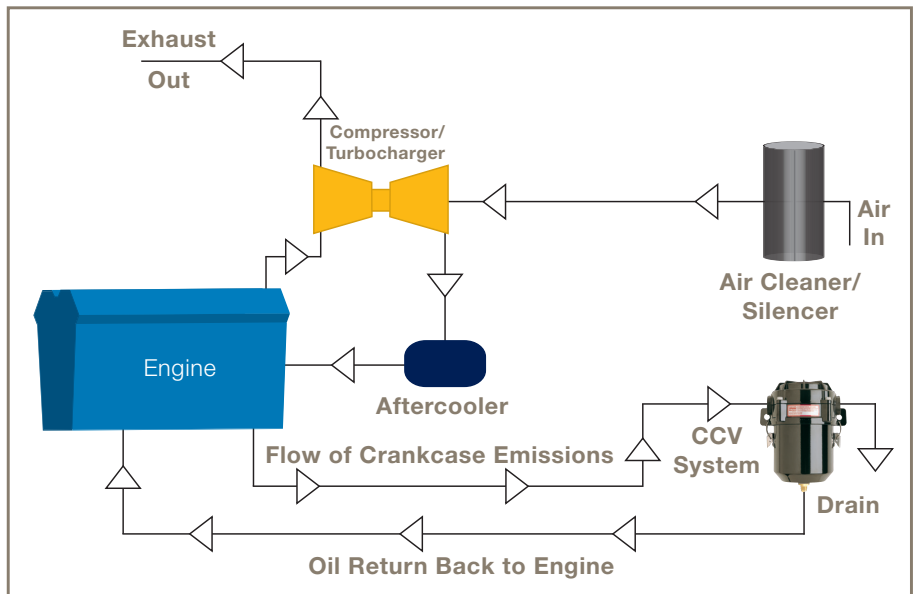 Exhaust
Out
Compressor/
Turbocharger
Air
In
Air Cleaner/
Silencer
Engine
Aftercooler
CCV
System
Flow of Crankcase Emissions
Drain
Oil Return Back to Engine